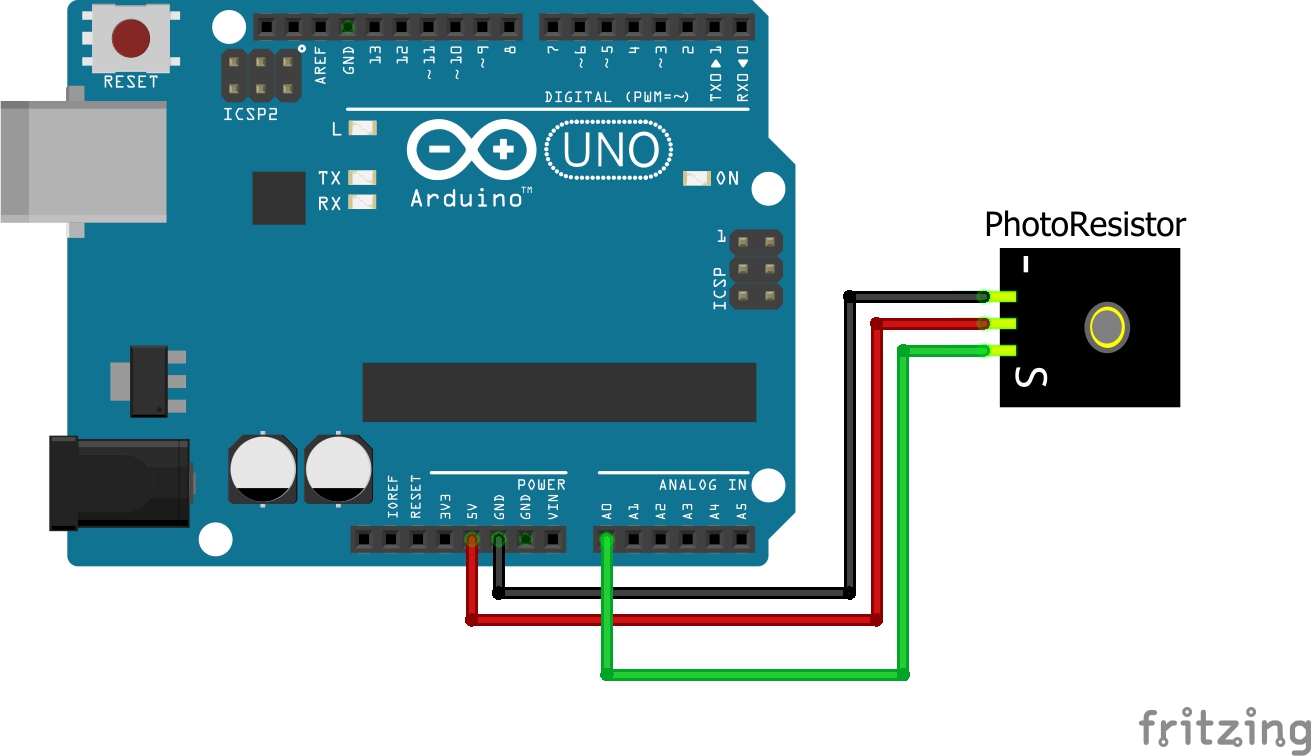 RESET
ICSP2
AREF
GND
13
12
~11
~10
~9
8
7
~6
~5
4
~3
2
TX0▶1
RX0◀0
DIGITAL (PWM=~)
L
TX
RX
Arduino™
UNO
ON
1
ICSP
PhotoResistor
-
S
IOREF
RESET
3V3
5V
GND
GND
VIN
POWER
ANALOG IN
A0
A1
A2
A3
A4
A5
fritzing